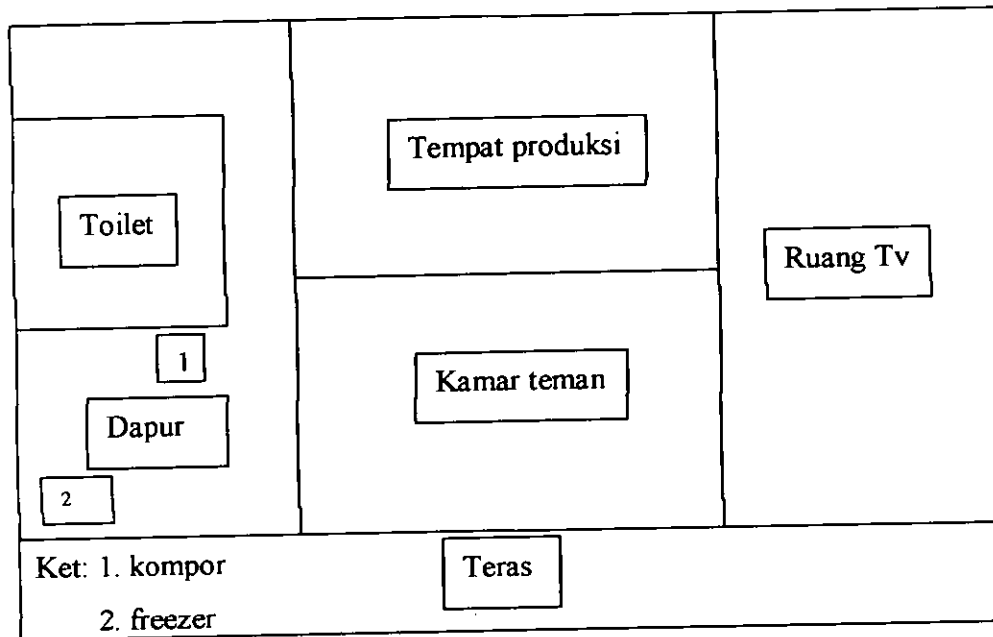 Tempat produksi
Toilet
Ruang Tv
1
Kamar teman
Dapur
2
Ket: 1. kompor
Teras
2. freezer